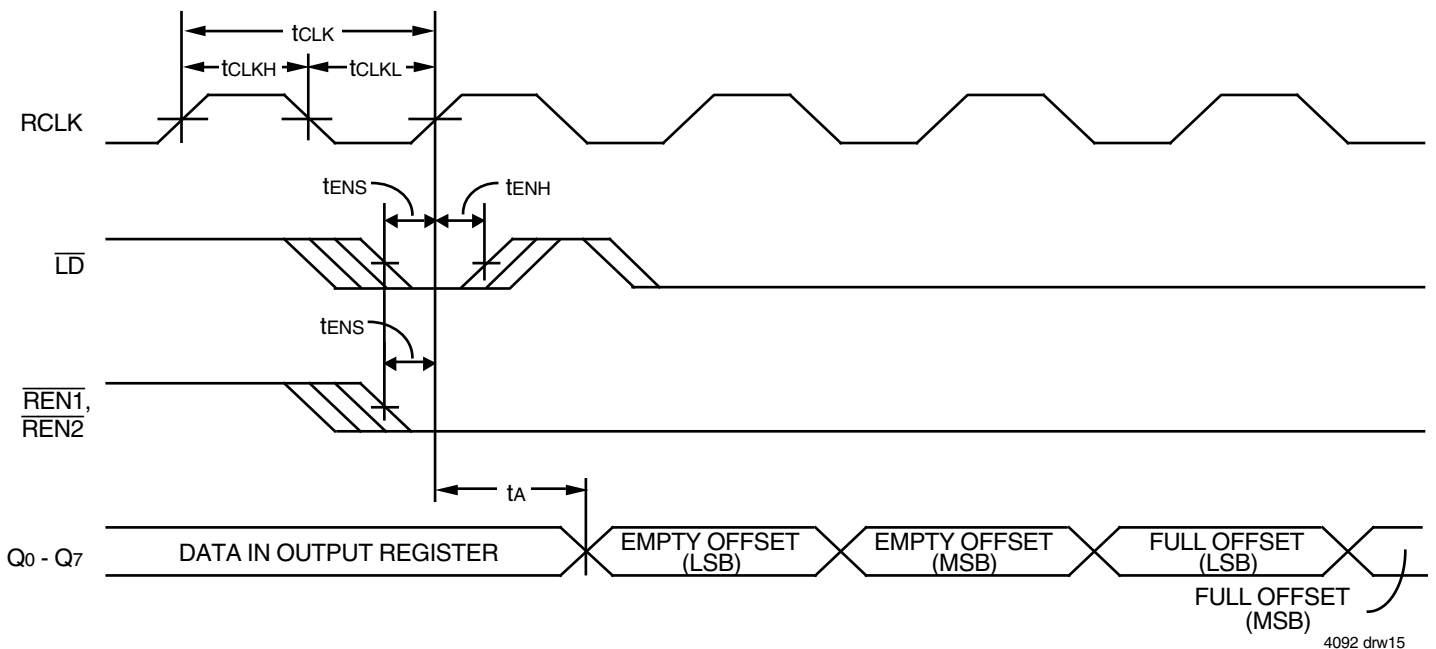 tCLK
tCLKH
tCLKL
RCLK
tENS
tENH
LD
tENS
REN1,
REN2
tA
Q0 - Q7
DATA IN OUTPUT REGISTER
EMPTY OFFSET
(LSB)
EMPTY OFFSET
(MSB)
FULL OFFSET
(LSB)
FULL OFFSET
(MSB)
4092 drw15